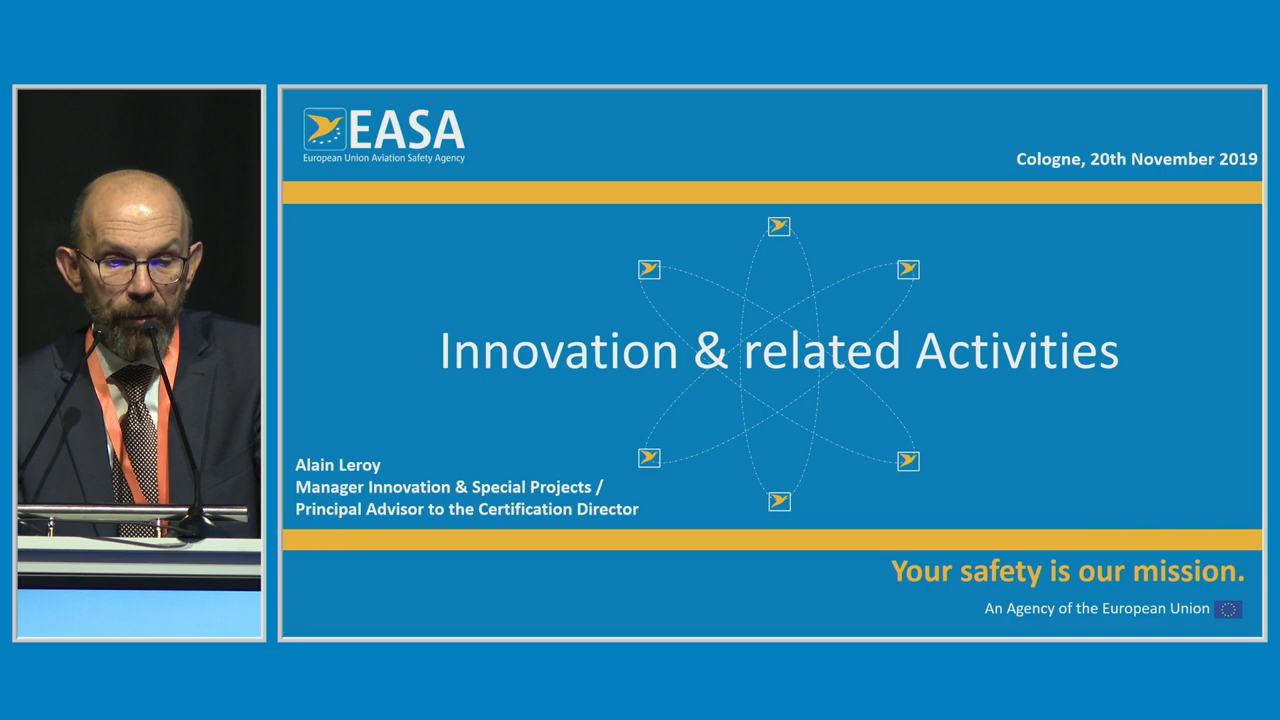 EASA
European Union Aviation Safety Agency
Cologne, 20th November 2019
Innovation & related Activities
Alain Leroy
Manager Innovation & Special Projects /
Principal Advisor to the Certification Director
Your safety is our mission.
An Agency of the European Union